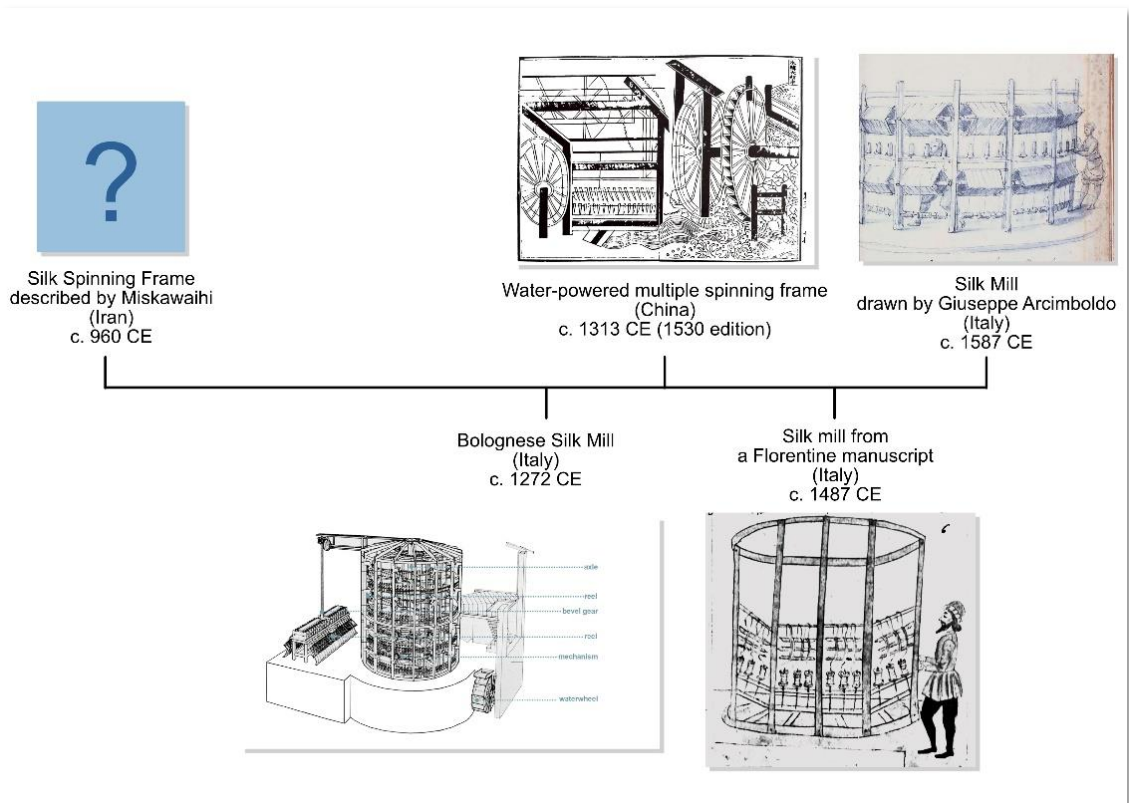 ?
Silk Spinning Frame
described by Miskawaihi
(Iran)
c. 960 CE
Water-powered multiple spinning frame
(China)
c. 1313 CE (1530 edition)
Silk Mill
drawn by Giuseppe Arcimboldo
(Italy)
c. 1587 CE
Bolognese Silk Mill
(Italy)
c. 1272 CE
Silk mill from
a Florentine manuscript
(Italy)
c. 1487 CE
axle
reel
bevel gear
reel
mechanism
waterwheel